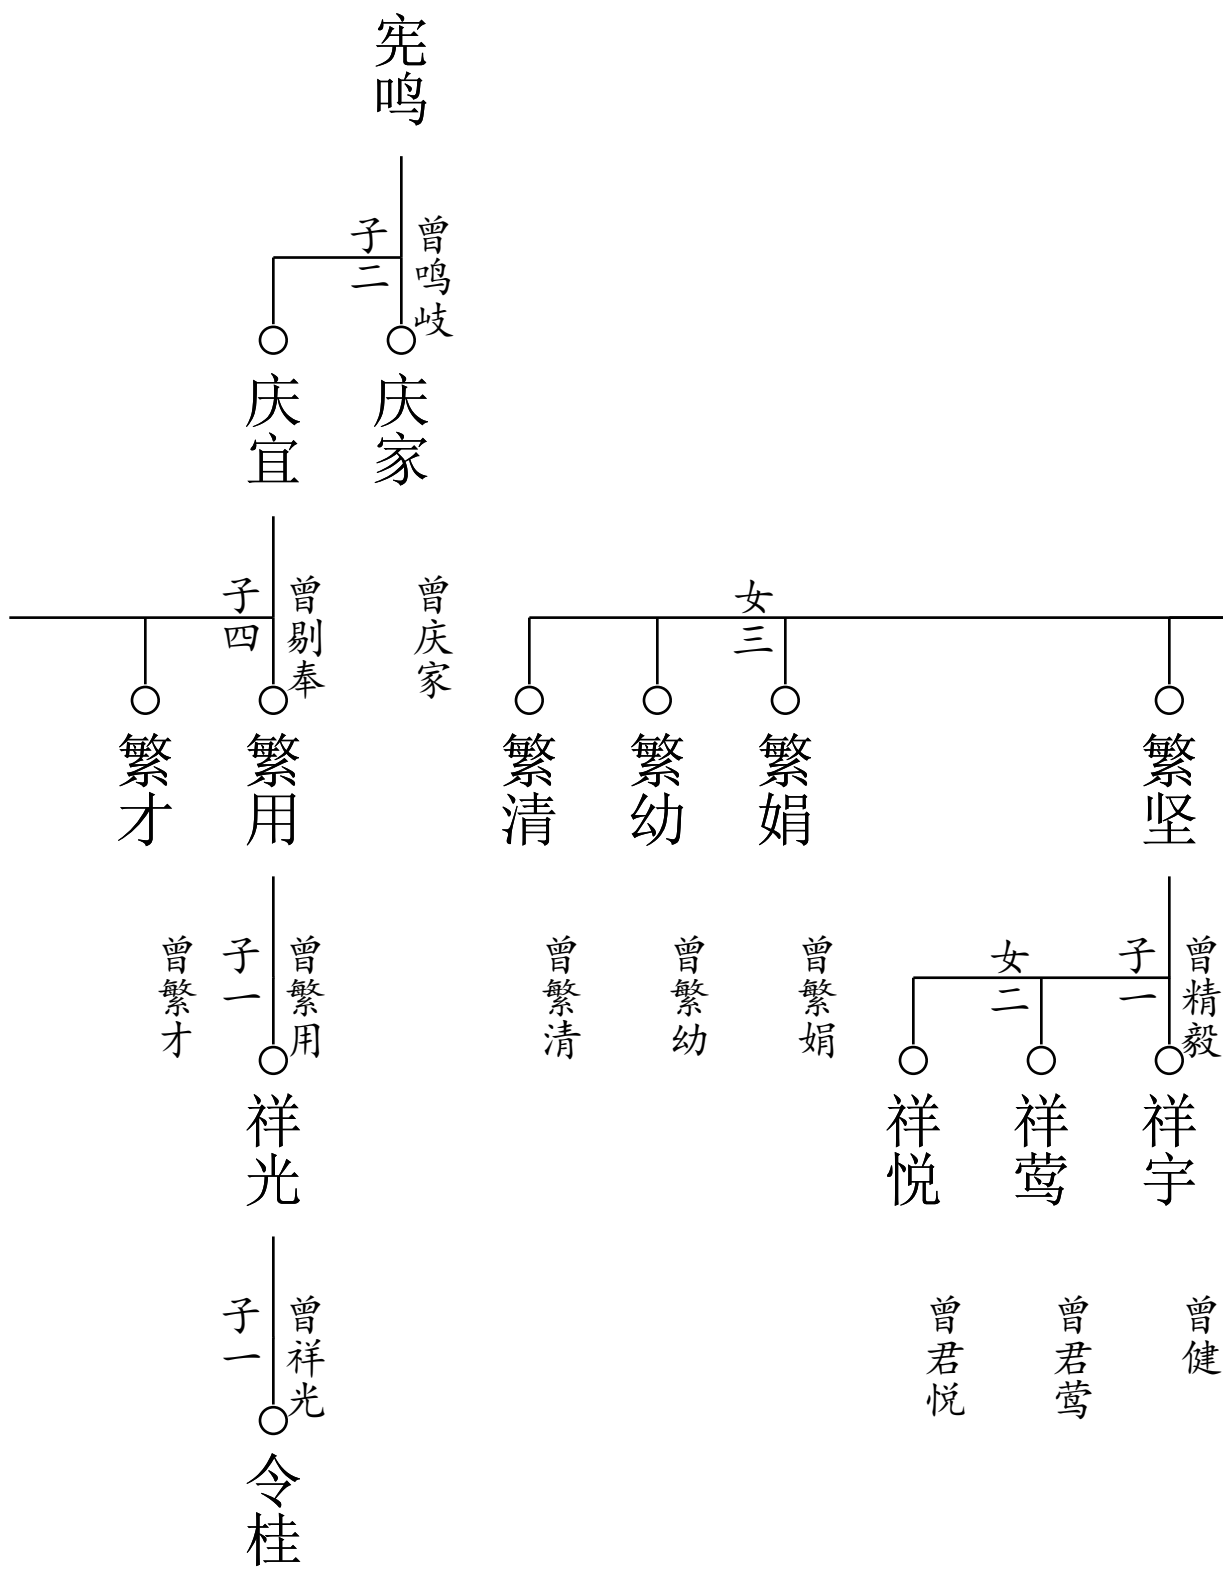 宪鸣
曾鸣岐
子二
庆家
庆宜
女三
曾庆家
曾剔奉
子四
繁坚
繁娟
繁幼
繁清
繁用
繁才
曾精毅
子一
女二
曾繁娟
曾繁幼
曾繁清
曾繁用
子一
曾繁才
祥宇
祥莺
祥悦
祥光
曾健
曾君莺
曾君悦
曾祥光
子一
令桂